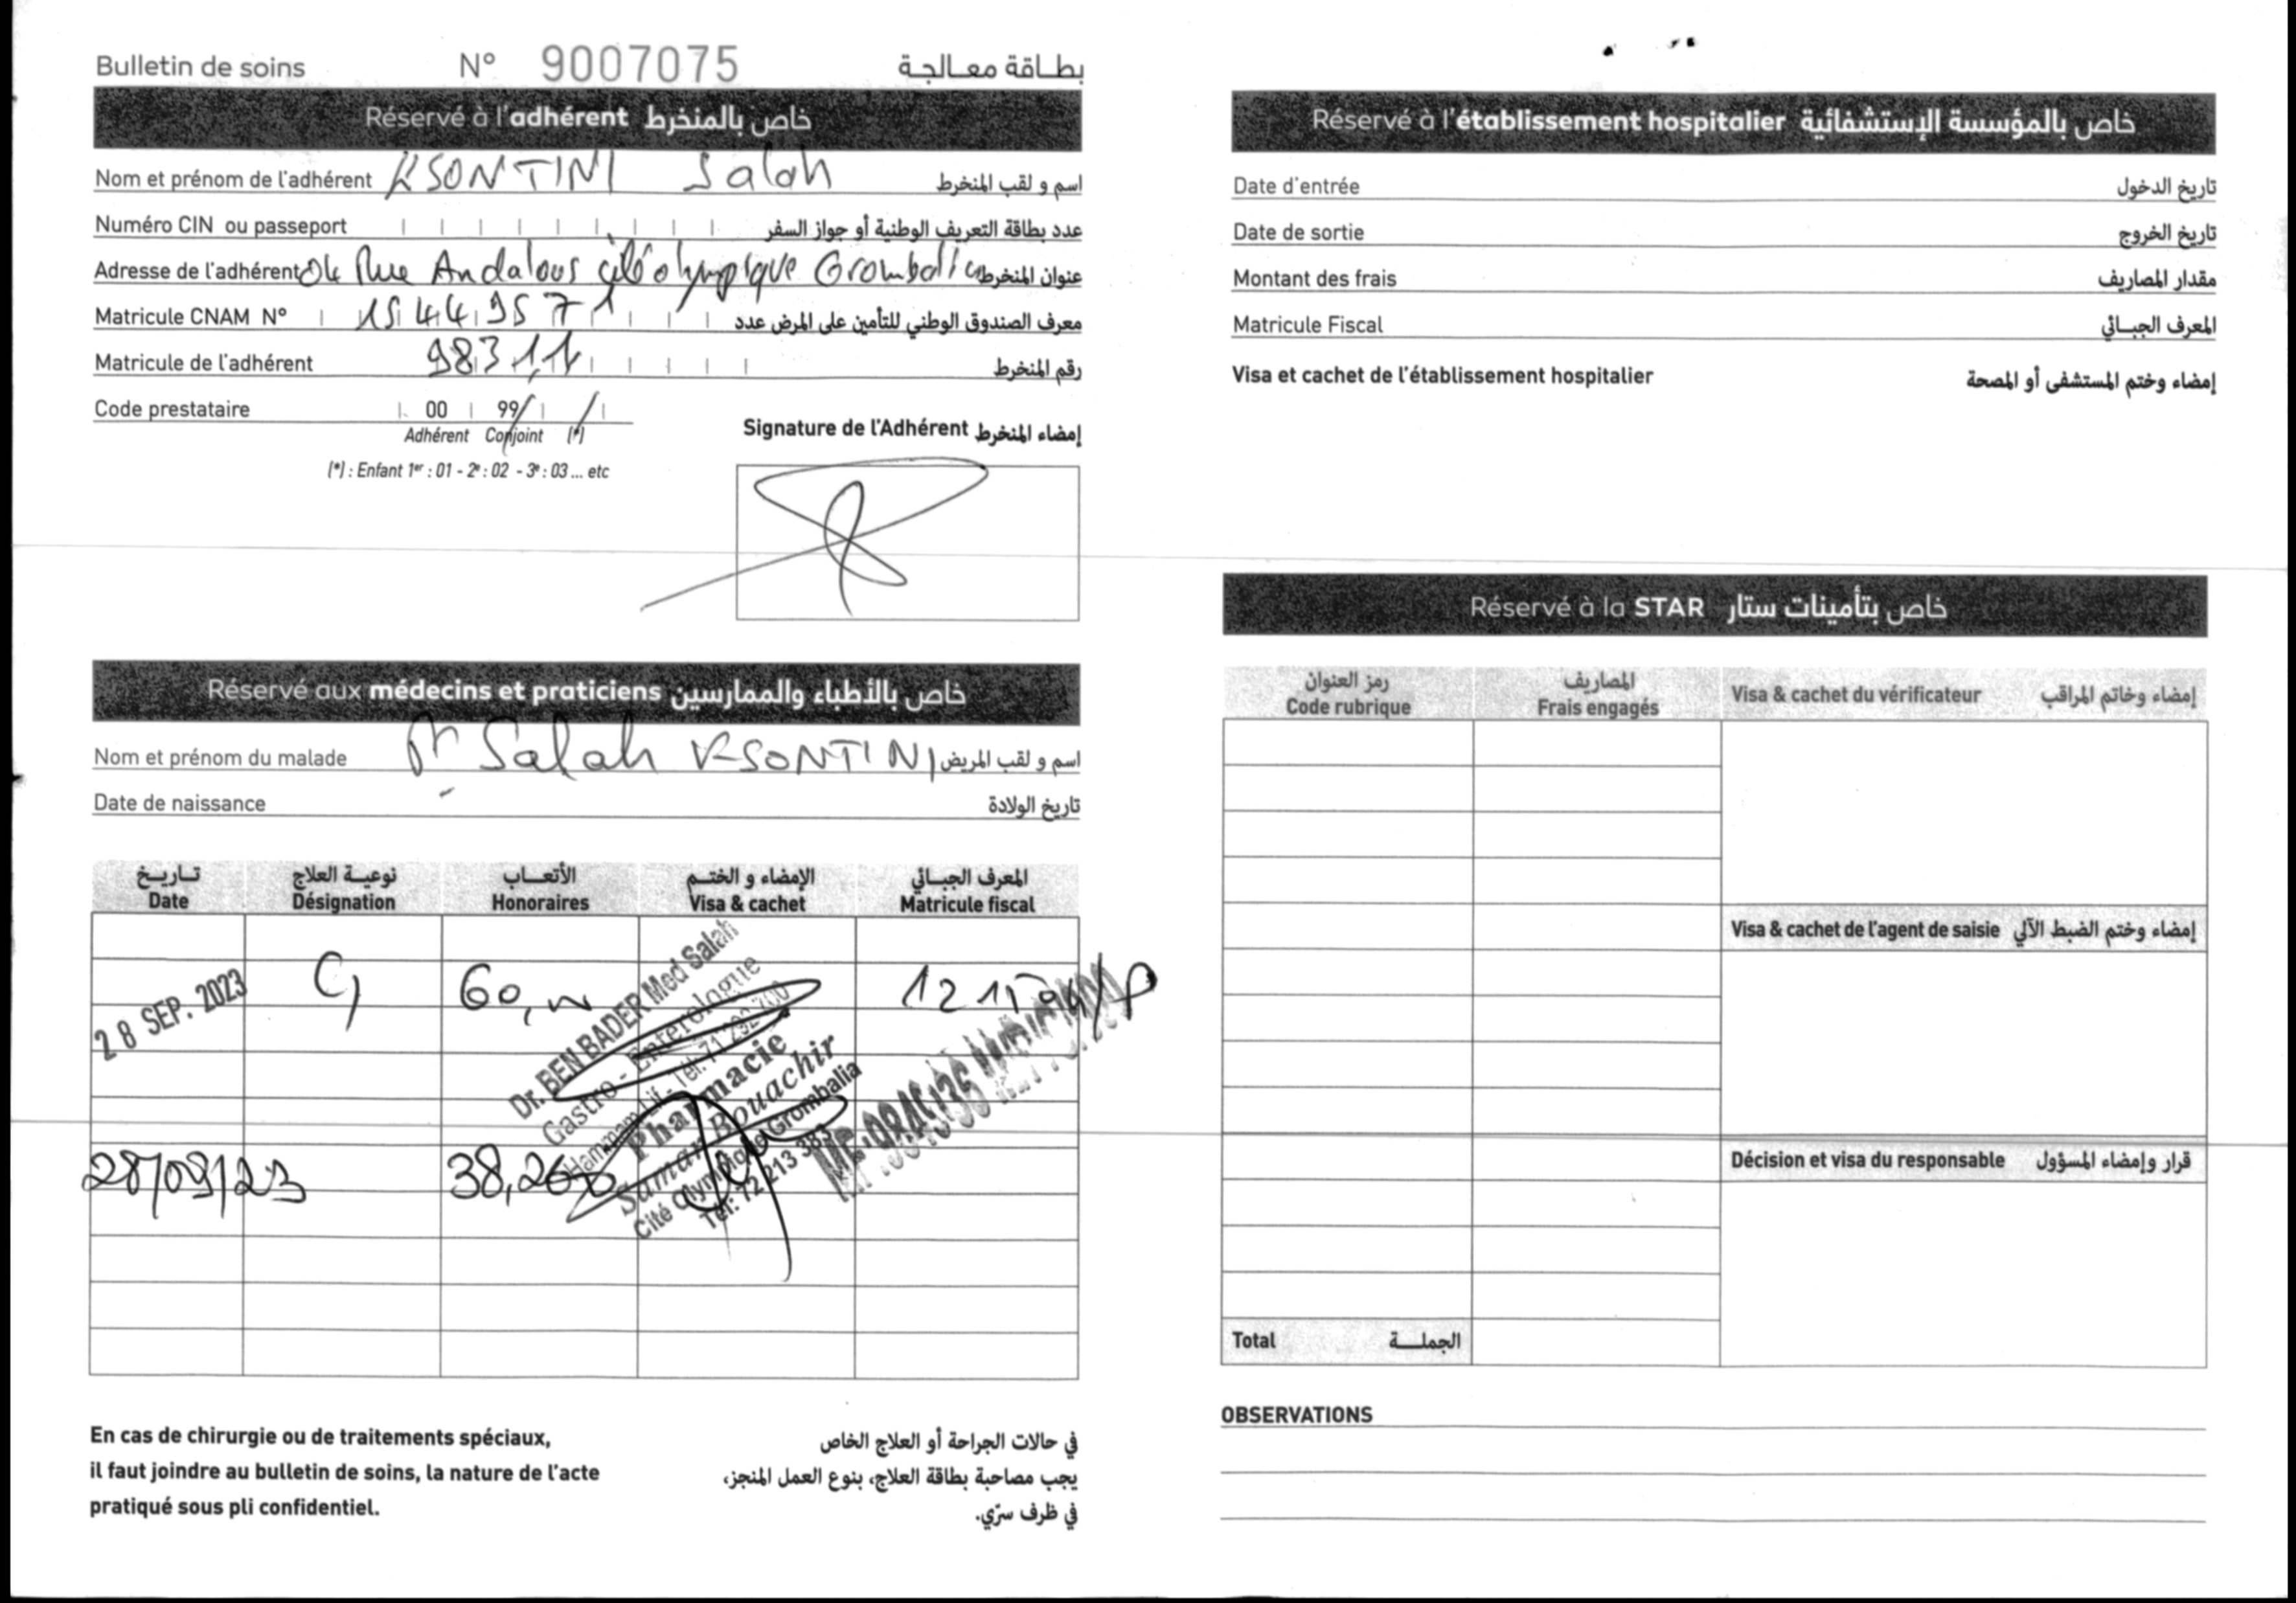 Bulletin de soins N° 9007075 بطاقة معالجة
Réservé à l'adhérent خاص بالمنخرط
Nom et prénom de l'adhérent KSONTINI Salah اسم و لقب المنخرط
Numéro CIN ou passeport عدد بطاقة التعريف الوطنية أو جواز السفر
Adresse de l'adhérent 04 Rue Andalous cité olympique Grombalia عنوان المنخرط
Matricule CNAM N° 15449571 معرف الصندوق الوطني للتأمين على المرض عدد
Matricule de l'adhérent 98311 رقم المنخرط
Code prestataire 00 99
Adhérent Conjoint (*)
(*) : Enfant 1er : 01 - 2e : 02 - 3e : 03 ... etc
Signature de l'Adhérent إمضاء المنخرط
Réservé aux médecins et praticiens خاص بالأطباء والممارسين
Nom et prénom du malade Salah KSONTINI اسم و لقب المريض
Date de naissance تاريخ الولادة
تاريخ نوعية العلاج الأتعاب الإمضاء و الختم المعرف الجبائي
Date Désignation Honoraires Visa & cachet Matricule fiscal
28 SEP. 2023 60,
Dr. BEN BADER Med Salah
Gastro - Enterologue
Hammam Lif - Tél: 71 292 700
28/09/23 38,260
Pharmacie
Samar Bouachir
Cité Olympique Grombalia
Tél: 72 213 383
En cas de chirurgie ou de traitements spéciaux,
il faut joindre au bulletin de soins, la nature de l'acte
pratiqué sous pli confidentiel.
في حالات الجراحة أو العلاج الخاص
يجب مصاحبة بطاقة العلاج، بنوع العمل المنجز،
في ظرف سرّي.
Réservé à l'établissement hospitalier خاص بالمؤسسة الإستشفائية
Date d'entrée تاريخ الدخول
Date de sortie تاريخ الخروج
Montant des frais مقدار المصاريف
Matricule Fiscal المعرف الجبائي
Visa et cachet de l'établissement hospitalier إمضاء وختم المستشفى أو المصحة
Réservé à la STAR خاص بتأمينات ستار
رمز العنوان المصاريف
Code rubrique Frais engagés Visa & cachet du vérificateur إمضاء وخاتم المراقب
Visa & cachet de l'agent de saisie إمضاء وختم الضبط الآلي
Décision et visa du responsable قرار وإمضاء المسؤول
Total الجملة
OBSERVATIONS